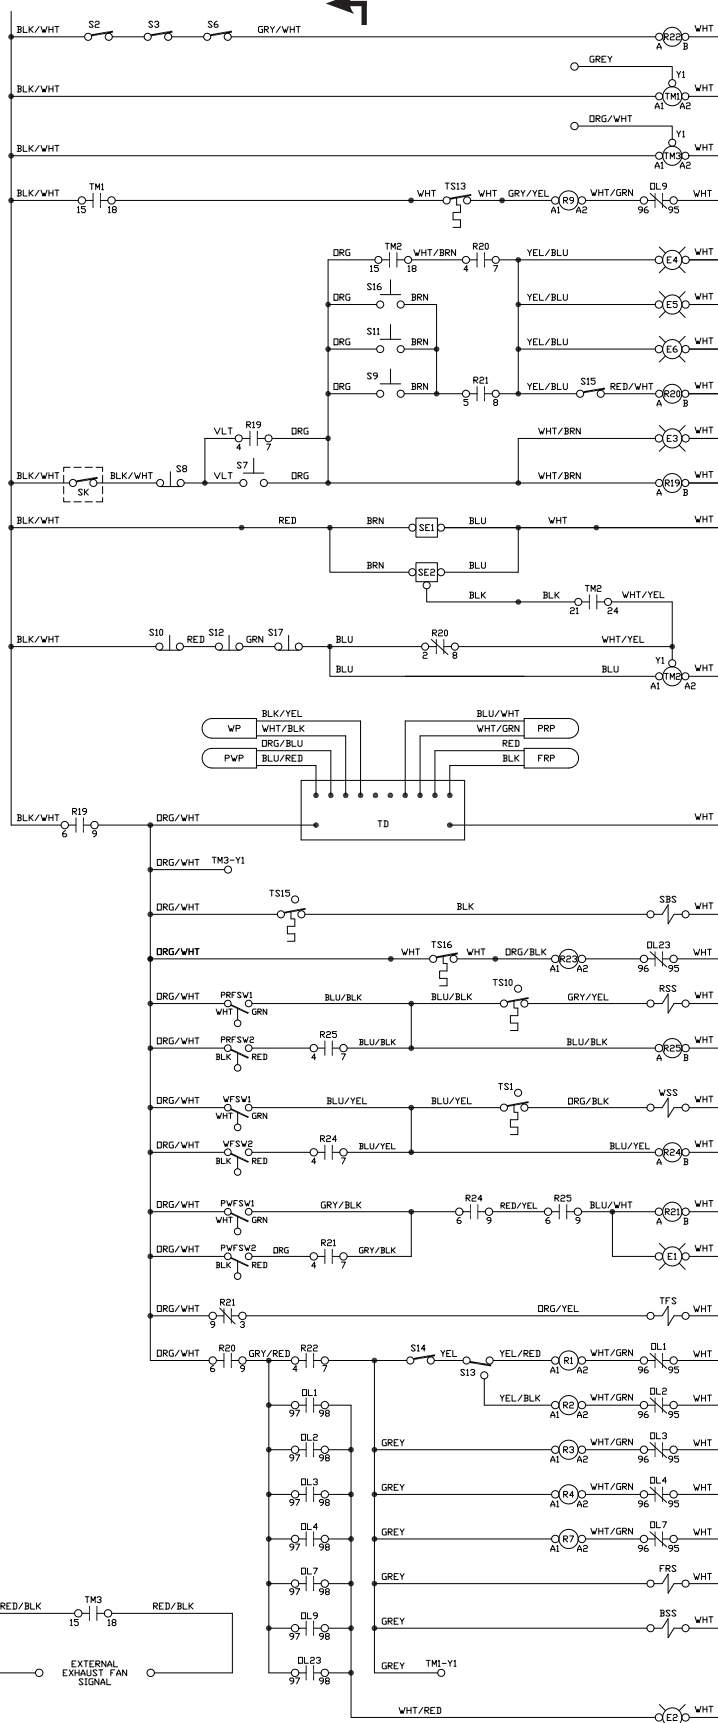 BLK/WHT S2 S3 S6 GRY/WHT R22 WHT
A B
GREY
Y1
BLK/WHT TM1 WHT
A1 A2
ORG/WHT
Y1
BLK/WHT TM3 WHT
A1 A2
BLK/WHT TM1 WHT TS13 WHT GRY/YEL R9 WHT/GRN OL9 WHT
15 18 A1 A2 96 95
ORG TM2 WHT/BRN R20 YEL/BLU E4 WHT
15 18 4 7
S16
ORG BRN YEL/BLU E5 WHT
S11
ORG BRN YEL/BLU E6 WHT
S9 R21 S15
ORG BRN YEL/BLU RED/WHT R20 WHT
5 8 A B
R19
VLT ORG WHT/BRN E3 WHT
4 7
BLK/WHT BLK/WHT S8 VLT S7 ORG WHT/BRN R19 WHT
SK A B
BLK/WHT RED BRN SE1 BLU WHT WHT
BRN SE2 BLU
BLK BLK TM2 WHT/YEL
21 24
BLK/WHT S10 RED S12 GRN S17 BLU R20 WHT/YEL
2 8
Y1
BLU BLU TM2 WHT
A1 A2
BLK/YEL BLU/WHT
WP WHT/BLK WHT/GRN PRP
ORG/BLU RED
PWP BLU/RED BLK FRP
BLK/WHT R19 ORG/WHT TD WHT
6 9
ORG/WHT TM3-Y1
TS15
ORG/WHT BLK SBS WHT
ORG/WHT WHT TS16 WHT ORG/BLK R23 OL23 WHT
A1 A2 96 95
TS10
ORG/WHT PRFSW1 BLU/BLK BLU/BLK GRY/YEL RSS WHT
WHT GRN
ORG/WHT PRFSW2 R25 BLU/BLK BLU/BLK R25 WHT
BLK RED 4 7 A B
TS1
ORG/WHT WFSW1 BLU/YEL BLU/YEL ORG/BLK WSS WHT
WHT GRN
ORG/WHT WFSW2 R24 BLU/YEL BLU/YEL R24 WHT
BLK RED 4 7 A B
ORG/WHT PWFSW1 GRY/BLK R24 RED/YEL R25 BLU/WHT R21 WHT
WHT GRN 6 9 6 9 A B
ORG/WHT PWFSW2 ORG R21 GRY/BLK E1 WHT
BLK RED 4 7
ORG/WHT R21 ORG/YEL TFS WHT
9 3
ORG/WHT R20 GRY/RED R22 S14 YEL YEL/RED R1 WHT/GRN OL1 WHT
6 9 4 7 S13 A1 A2 96 95
OL1 YEL/BLK R2 WHT/GRN OL2 WHT
97 98 A1 A2 96 95
OL2 GREY R3 WHT/GRN OL3 WHT
97 98 A1 A2 96 95
OL3 GREY R4 WHT/GRN OL4 WHT
97 98 A1 A2 96 95
OL4 GREY R7 WHT/GRN OL7 WHT
97 98 A1 A2 96 95
OL7 GREY FRS WHT
97 98
RED/BLK TM3 RED/BLK OL9 GREY BSS WHT
15 18 97 98
EXTERNAL
EXHAUST FAN
SIGNAL
OL23 GREY TM1-Y1
97 98
WHT/RED E2 WHT